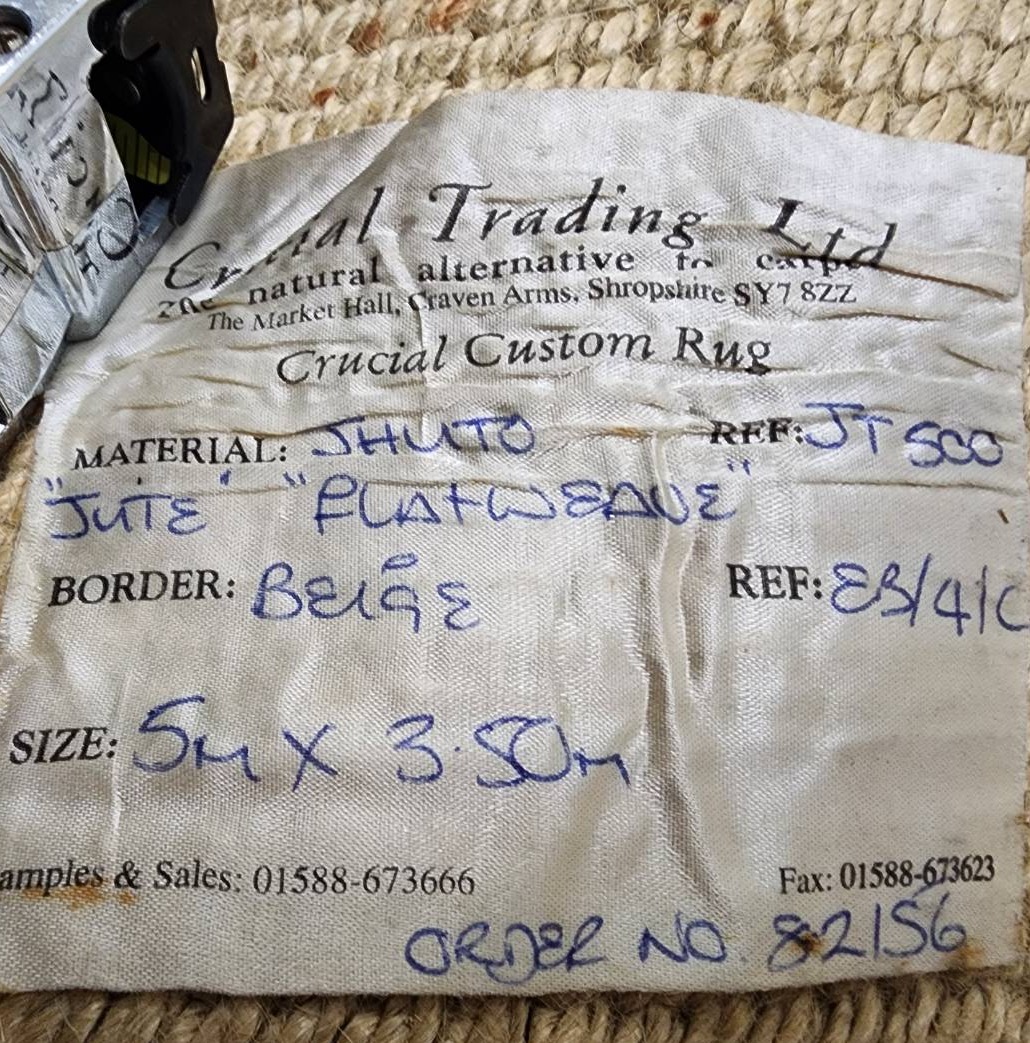 Crucial Trading Ltd
The natural alternative to carpet
The Market Hall, Craven Arms, Shropshire SY7 8ZZ
Crucial Custom Rug
MATERIAL: JHUTO REF: JT 500
"JUTE" "FLATWEAVE"
BORDER: BEIGE REF: EB/4/C
SIZE: 5m X 3.50m
amples & Sales: 01588-673666 Fax: 01588-673623
ORDER NO. 82156